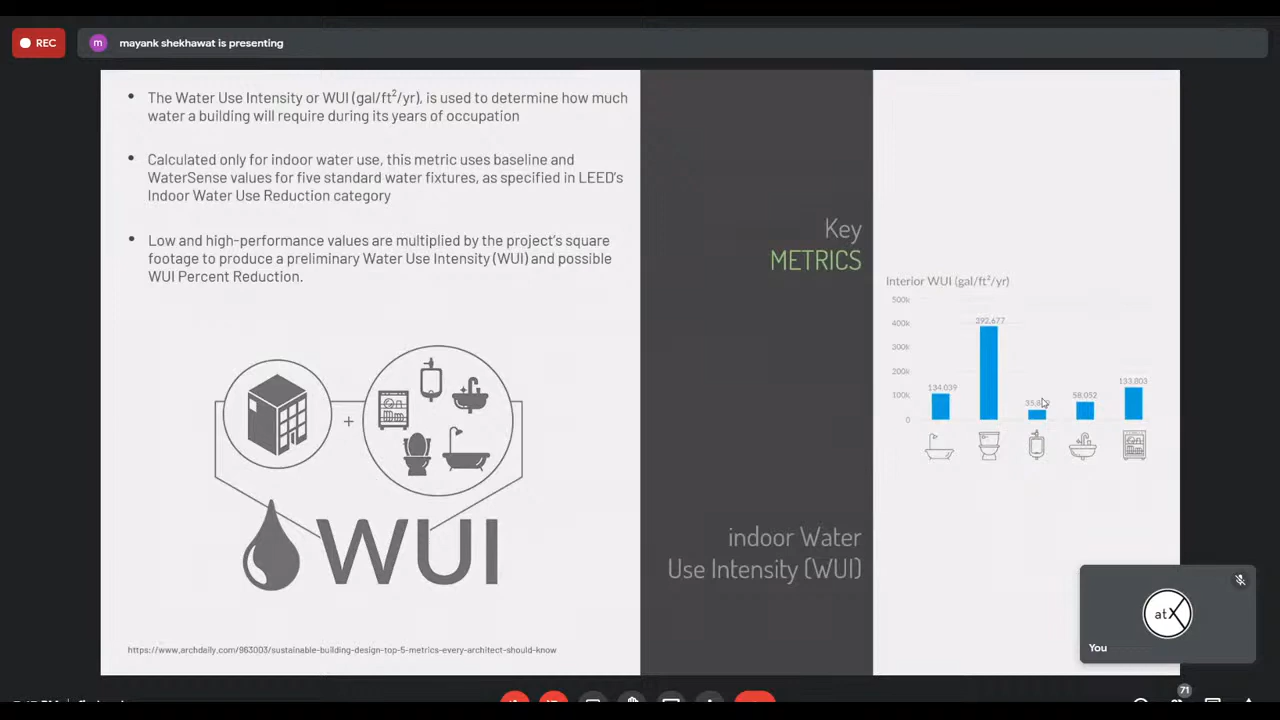 REC
m
mayank shekhawat is presenting
• The Water Use Intensity or WUI (gal/ft²/yr), is used to determine how much
water a building will require during its years of occupation
• Calculated only for indoor water use, this metric uses baseline and
WaterSense values for five standard water fixtures, as specified in LEED's
Indoor Water Use Reduction category
• Low and high-performance values are multiplied by the project's square
footage to produce a preliminary Water Use Intensity (WUI) and possible
WUI Percent Reduction.
+
WUI
https://www.archdaily.com/963003/sustainable-building-design-top-5-metrics-every-architect-should-know
Key
METRICS
indoor Water
Use Intensity (WUI)
Interior WUI (gal/ft²/yr)
500k
400k
300k
200k
100k
0
134,039
292,677
58,032
133,803
atX
You
71